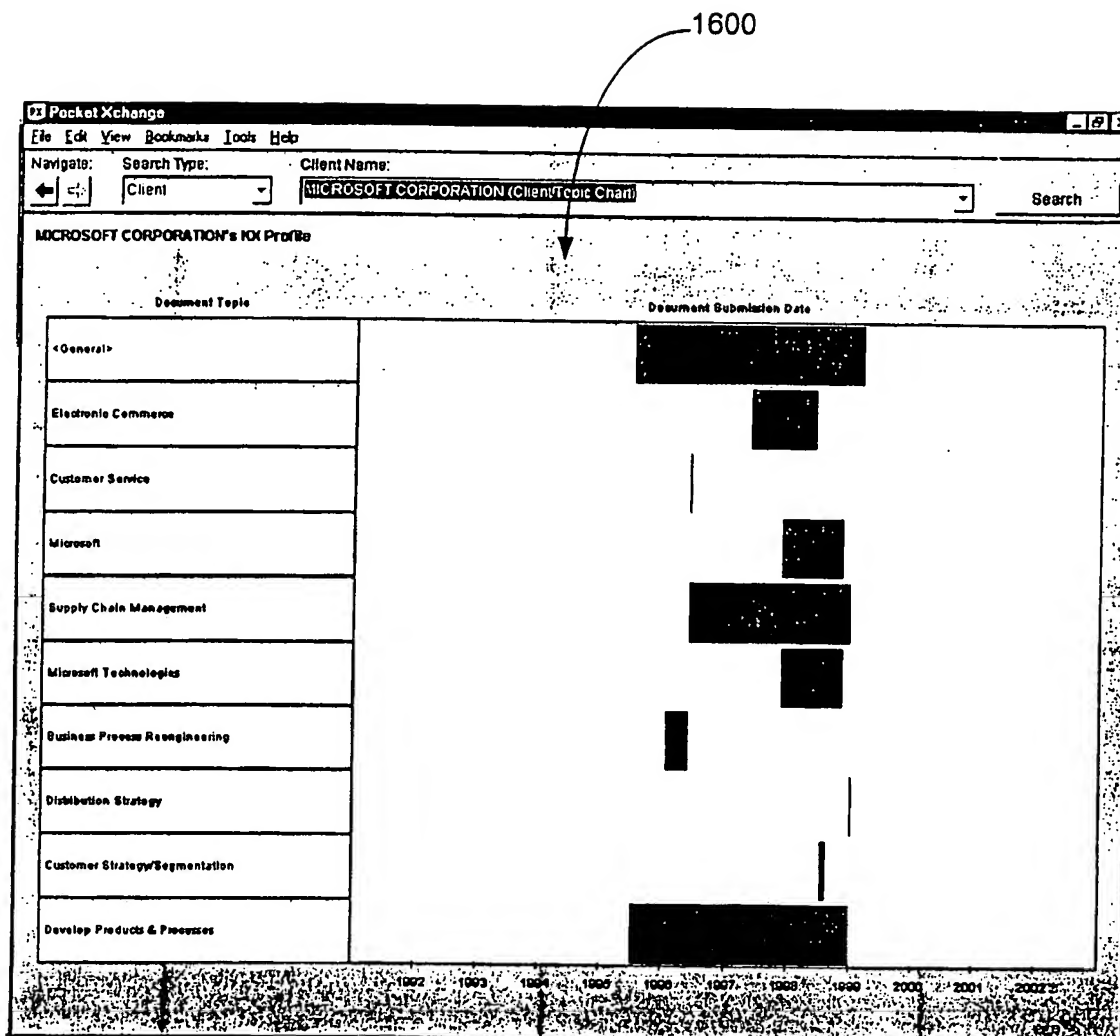 1600
Pocket Xchange
File Edit View Bookmarks Tools Help
Navigate: Search Type: Client Name:
Client MICROSOFT CORPORATION (Client/Topic Chart) Search
MICROSOFT CORPORATION's KX Profile
Document Topic Document Submission Date
<General>
Electronic Commerce
Customer Service
Microsoft
Supply Chain Management
Microsoft Technologies
Business Process Reengineering
Distribution Strategy
Customer Strategy/Segmentation
Develop Products & Processes
1992 1993 1994 1995 1996 1997 1998 1999 2000 2001 2002